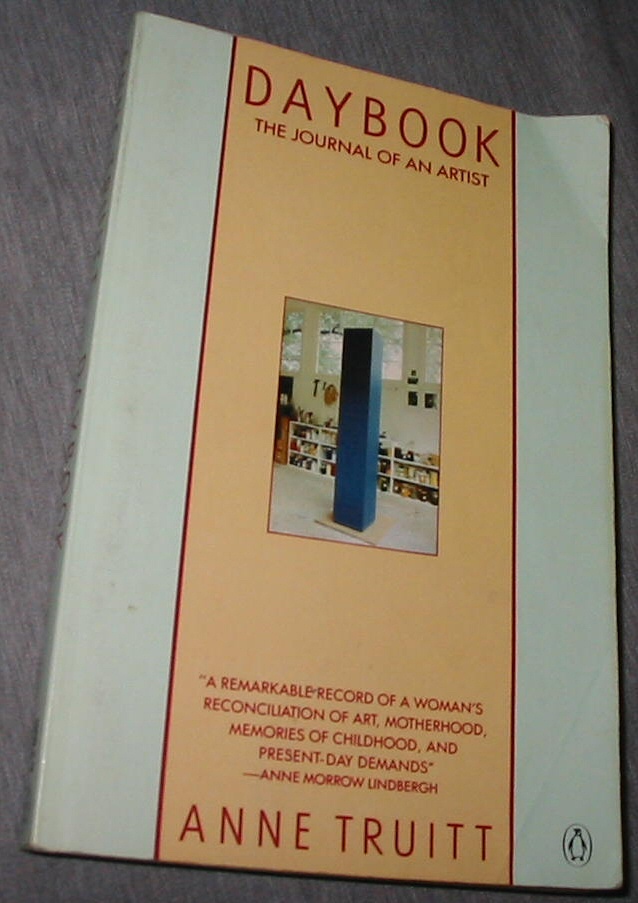 DAYBOOK
THE JOURNAL OF AN ARTIST
"A REMARKABLE RECORD OF A WOMAN'S
RECONCILIATION OF ART, MOTHERHOOD,
MEMORIES OF CHILDHOOD, AND
PRESENT-DAY DEMANDS"
—ANNE MORROW LINDBERGH
ANNE TRUITT